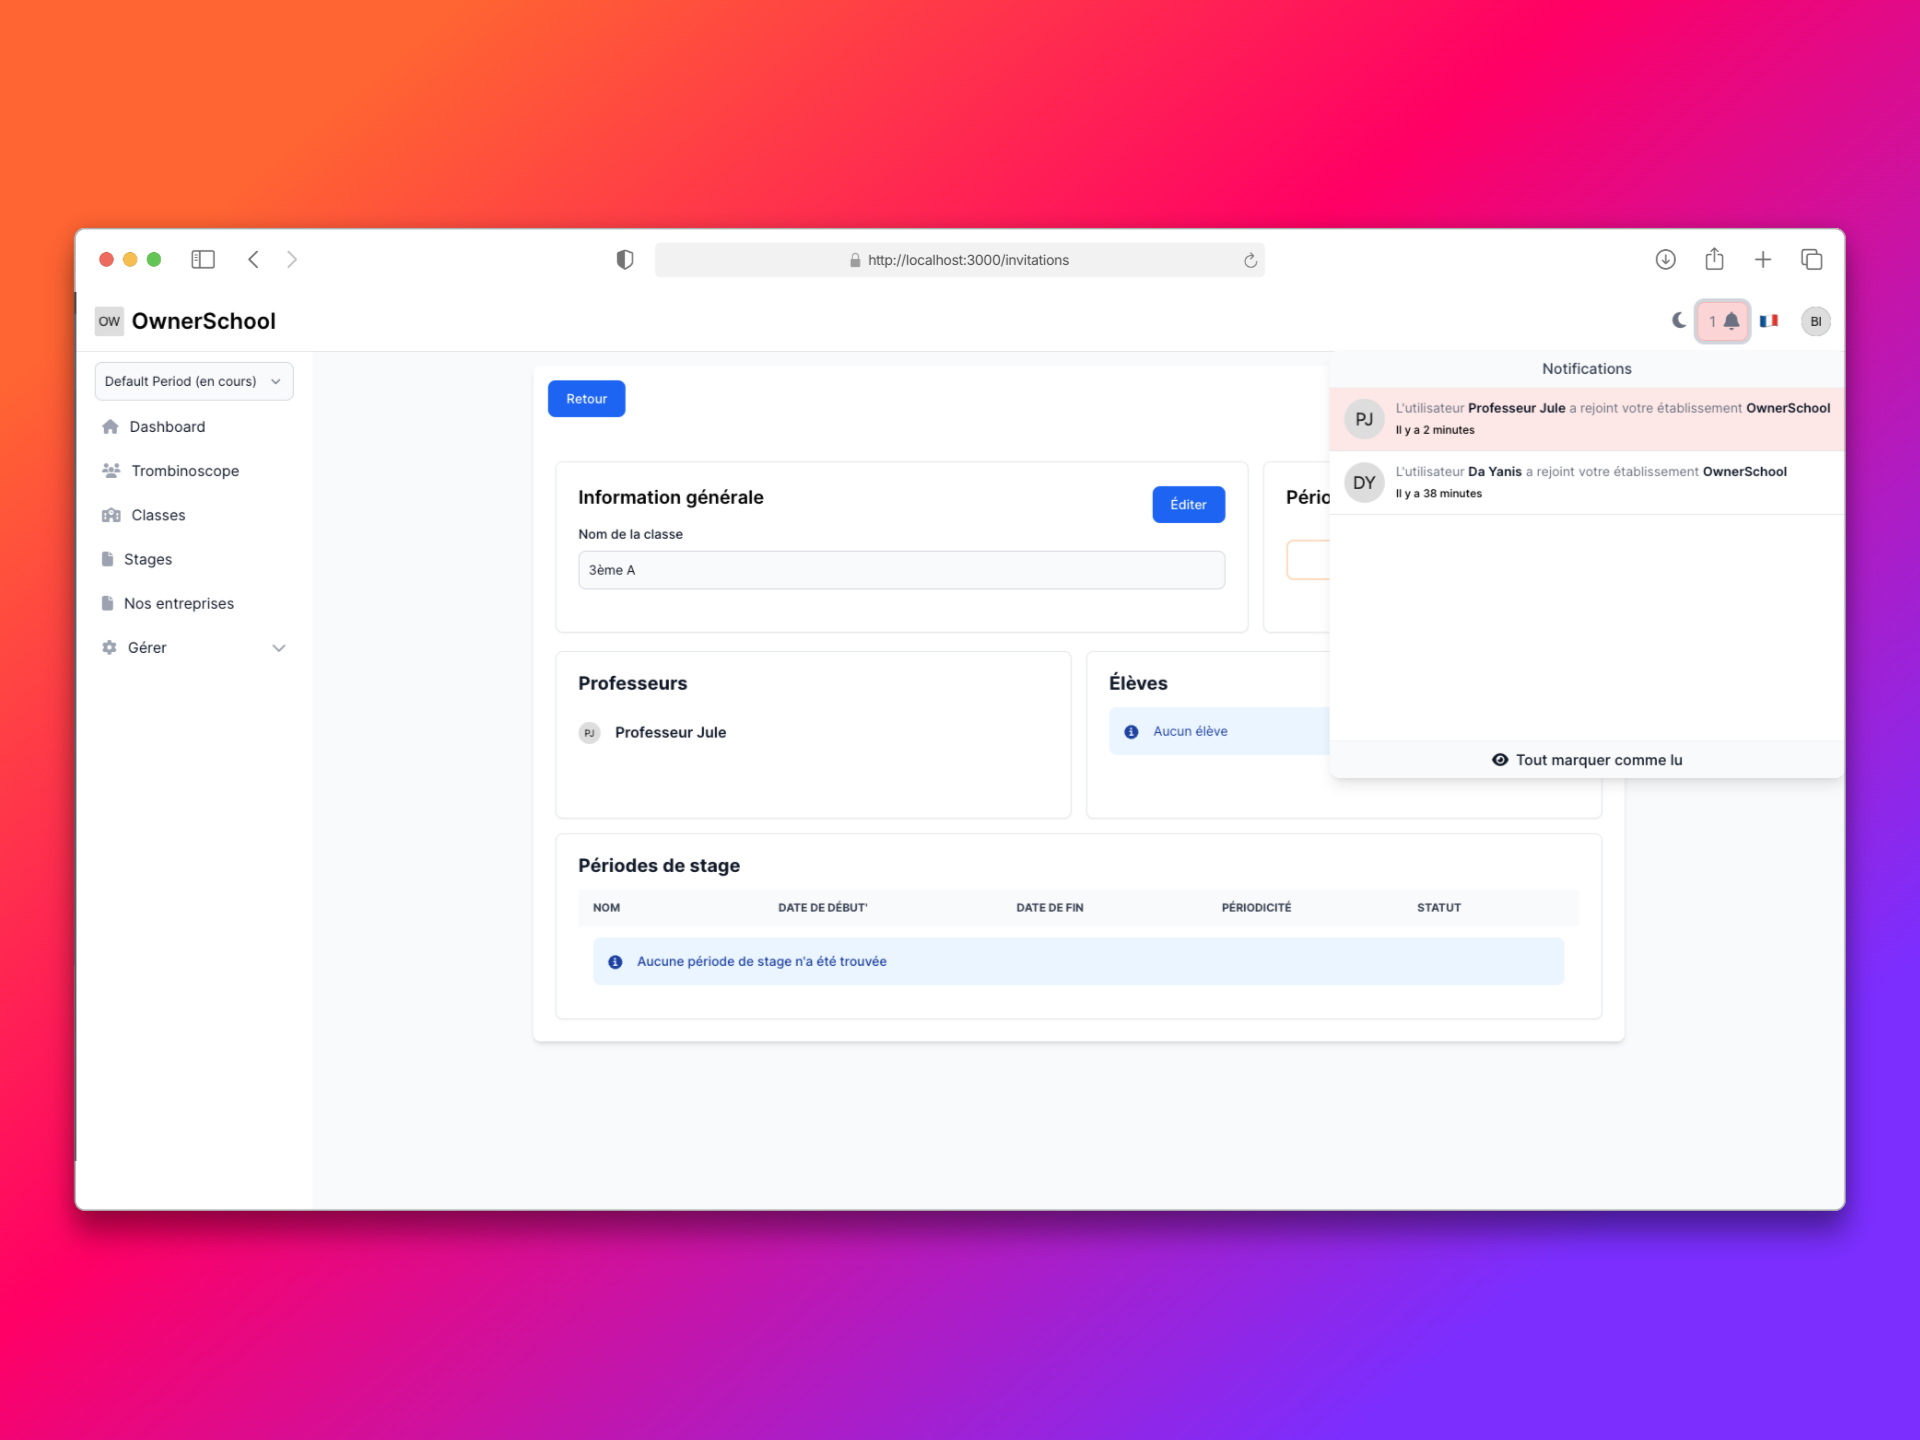 http://localhost:3000/invitations
OW OwnerSchool
1
BI
Default Period (en cours)
Dashboard
Trombinoscope
Classes
Stages
Nos entreprises
Gérer
Retour
Information générale
Éditer
Nom de la classe
3ème A
Professeurs
PJ Professeur Jule
Élèves
Aucun élève
Périodes de stage
NOM DATE DE DÉBUT' DATE DE FIN PÉRIODICITÉ STATUT
Aucune période de stage n'a été trouvée
Notifications
PJ
L'utilisateur Professeur Jule a rejoint votre établissement OwnerSchool
Il y a 2 minutes
DY
L'utilisateur Da Yanis a rejoint votre établissement OwnerSchool
Il y a 38 minutes
Tout marquer comme lu